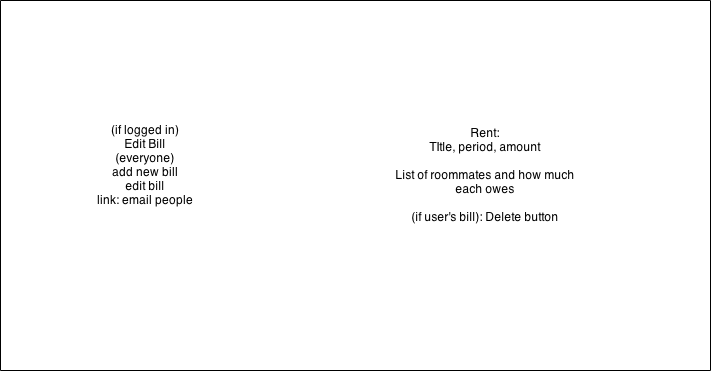 (if logged in)
Edit Bill
(everyone)
add new bill
edit bill
link: email people
Rent:
TItle, period, amount
List of roommates and how much
each owes
(if user's bill): Delete button